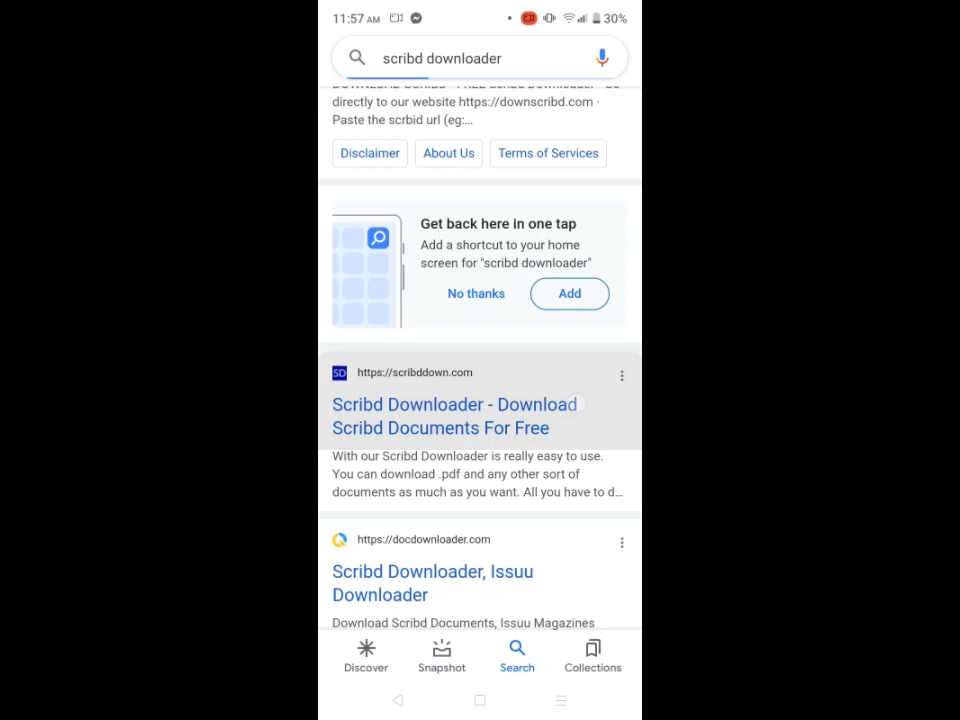 11:57 AM
30%
scribd downloader
directly to our website https://downscribd.com ·
Paste the scrbid url (eg:...
Disclaimer
About Us
Terms of Services
Get back here in one tap
Add a shortcut to your home
screen for "scribd downloader"
No thanks
Add
SD
https://scribddown.com
Scribd Downloader - Download
Scribd Documents For Free
With our Scribd Downloader is really easy to use.
You can download .pdf and any other sort of
documents as much as you want. All you have to d...
https://docdownloader.com
Scribd Downloader, Issuu
Downloader
Download Scribd Documents, Issuu Magazines
Discover
Snapshot
Search
Collections